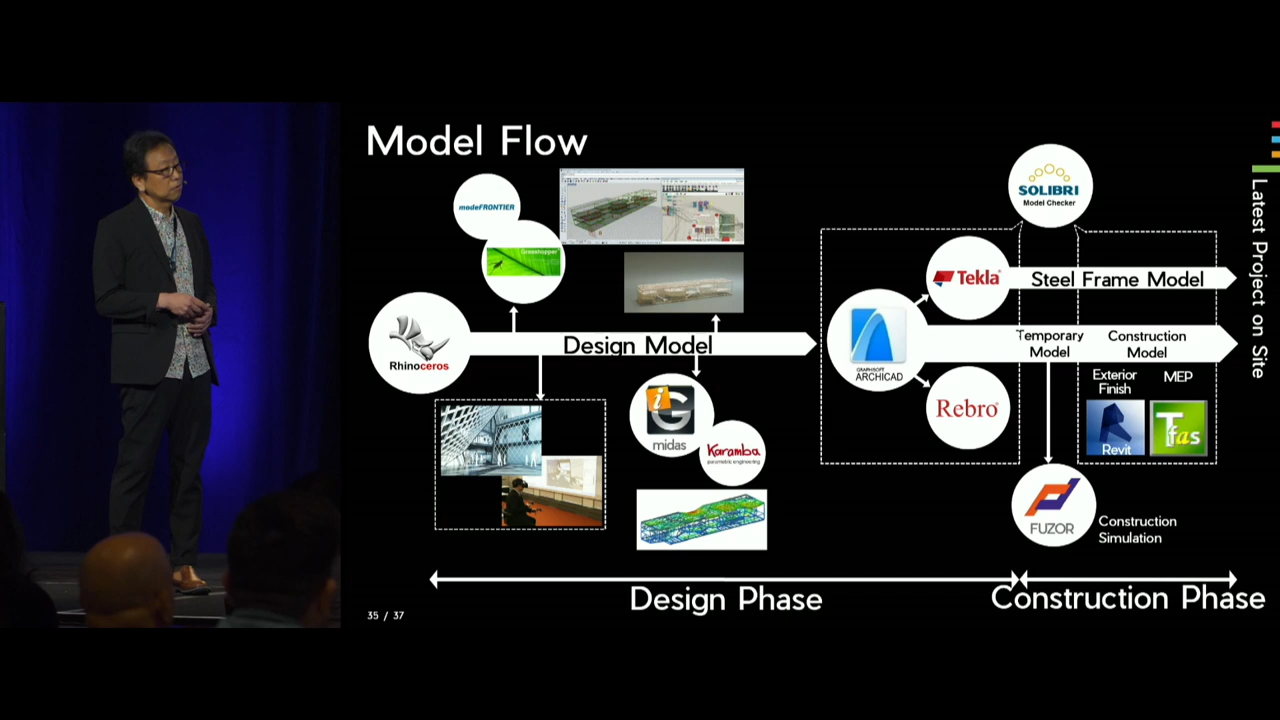 Model Flow
modeFRONTIER
Grasshopper
Rhinoceros
Design Model
midas
Karamba
parametric engineering
SOLIBRI
Model Checker
Tekla
Steel Frame Model
GRAPHISOFT
ARCHICAD
Temporary
Model
Construction
Model
Rebro
Exterior
Finish
MEP
Revit
Tfas
FUZOR
Construction
Simulation
Design Phase
Construction Phase
35 / 37
Latest Project on Site